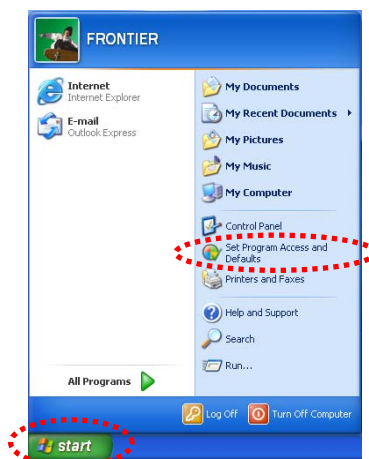 FRONTIER
Internet
Internet Explorer
E-mail
Outlook Express
All Programs
My Documents
My Recent Documents
My Pictures
My Music
My Computer
Control Panel
Set Program Access and
Defaults
Printers and Faxes
Help and Support
Search
Run...
Log Off
Turn Off Computer
start